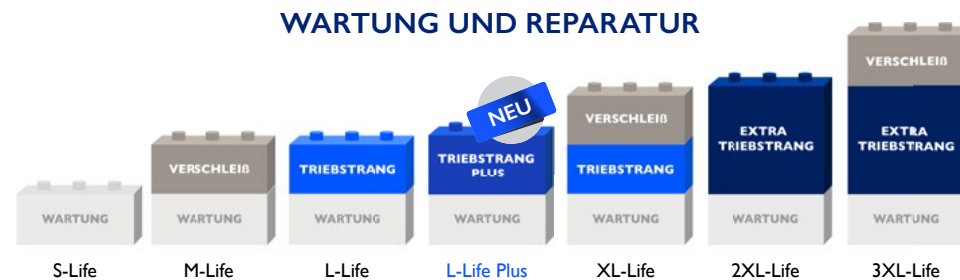 WARTUNG UND REPARATUR
NEU
VERSCHLEIß
VERSCHLEIß
EXTRA
TRIEBSTRANG
EXTRA
TRIEBSTRANG
TRIEBSTRANG
PLUS
VERSCHLEIß
TRIEBSTRANG
TRIEBSTRANG
WARTUNG
WARTUNG
WARTUNG
WARTUNG
WARTUNG
WARTUNG
WARTUNG
S-Life
M-Life
L-Life
L-Life Plus
XL-Life
2XL-Life
3XL-Life